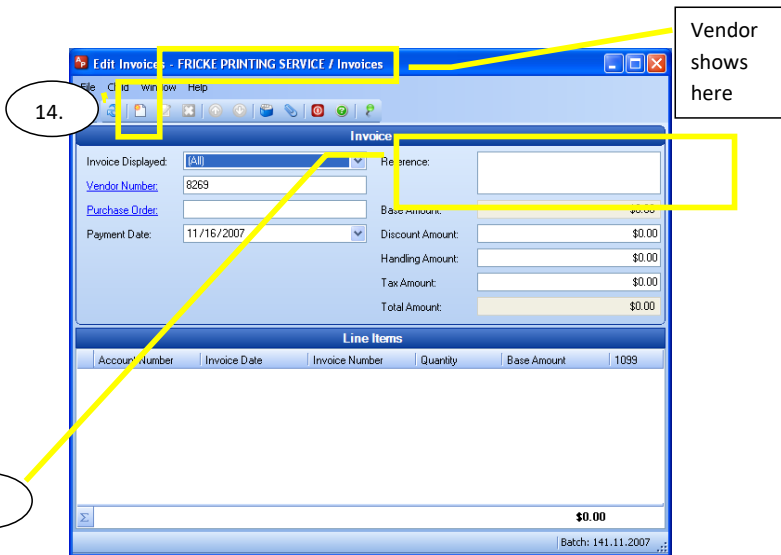 Vendor
shows
here
Edit Invoices - FRICKE PRINTING SERVICE / Invoices
File Child Window Help
14.
Invoice
Invoice Displayed: (All) Reference:
Vendor Number: 8269
Purchase Order: Base Amount: $0.00
Payment Date: 11/16/2007 Discount Amount: $0.00
Handling Amount: $0.00
Tax Amount: $0.00
Total Amount: $0.00
Line Items
Account Number Invoice Date Invoice Number Quantity Base Amount 1099
Σ $0.00
Batch: 141.11.2007